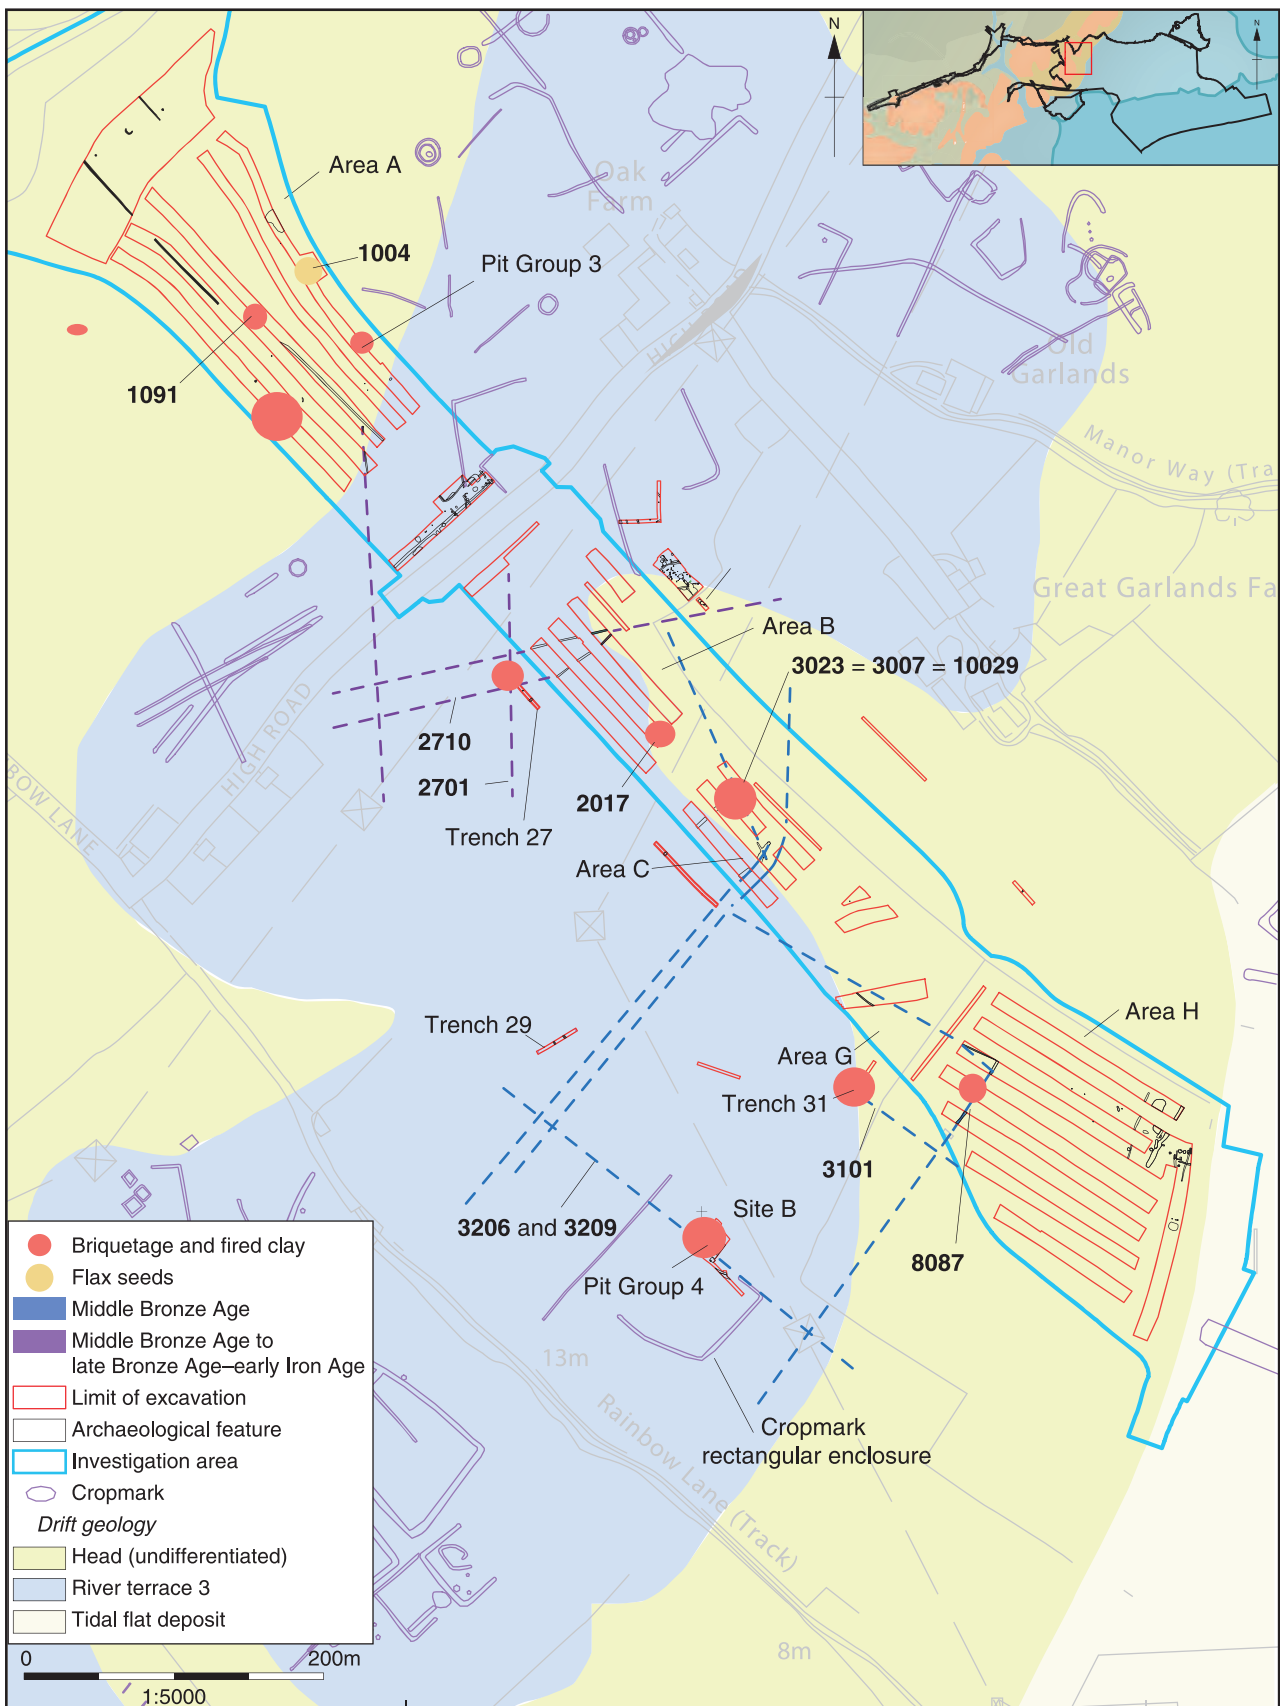 N
N
Area A
Oak
Farm
1004
Pit Group 3
HIGH
1091
Old
Garlands
Manor Way (Tra
Great Garlands Fa
Area B
3023 = 3007 = 10029
HIGH ROAD
2710
2701
2017
BOW LANE
Trench 27
Area C
Trench 29
Area H
Area G
Trench 31
3101
Site B
3206 and 3209
8087
Pit Group 4
13m
Cropmark
rectangular enclosure
Rainbow Lane (Track)
8m
Briquetage and fired clay
Flax seeds
Middle Bronze Age
Middle Bronze Age to
late Bronze Age–early Iron Age
Limit of excavation
Archaeological feature
Investigation area
Cropmark
Drift geology
Head (undifferentiated)
River terrace 3
Tidal flat deposit
0 200m
1:5000